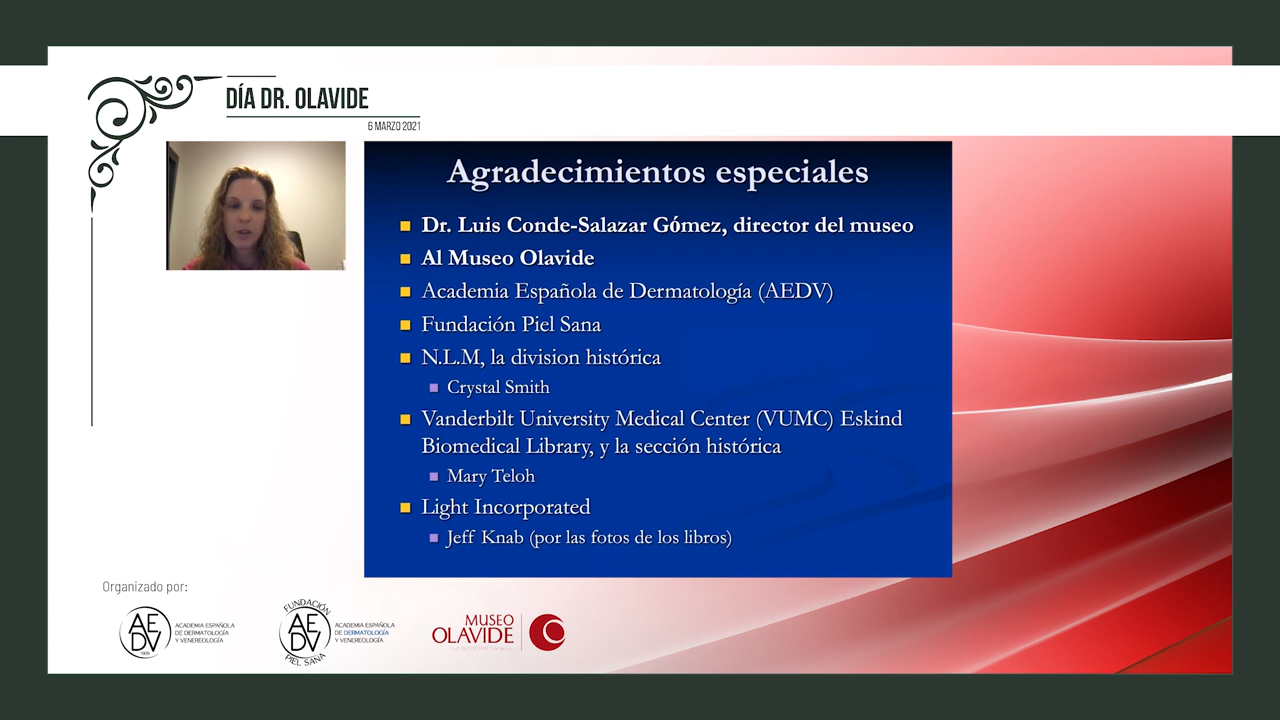 DÍA DR. OLAVIDE
6 MARZO 2021
Agradecimientos especiales
Dr. Luis Conde-Salazar Gómez, director del museo
Al Museo Olavide
Academia Española de Dermatología (AEDV)
Fundación Piel Sana
N.L.M, la division histórica
Crystal Smith
Vanderbilt University Medical Center (VUMC) Eskind
Biomedical Library, y la sección histórica
Mary Teloh
Light Incorporated
Jeff Knab (por las fotos de los libros)
Organizado por:
AEDV
ACADEMIA ESPAÑOLA
DE DERMATOLOGÍA
Y VENEREOLOGÍA
FUNDACIÓN
AEDV
PIEL SANA
ACADEMIA ESPAÑOLA
DE DERMATOLOGÍA
Y VENEREOLOGÍA
MUSEO
OLAVIDE